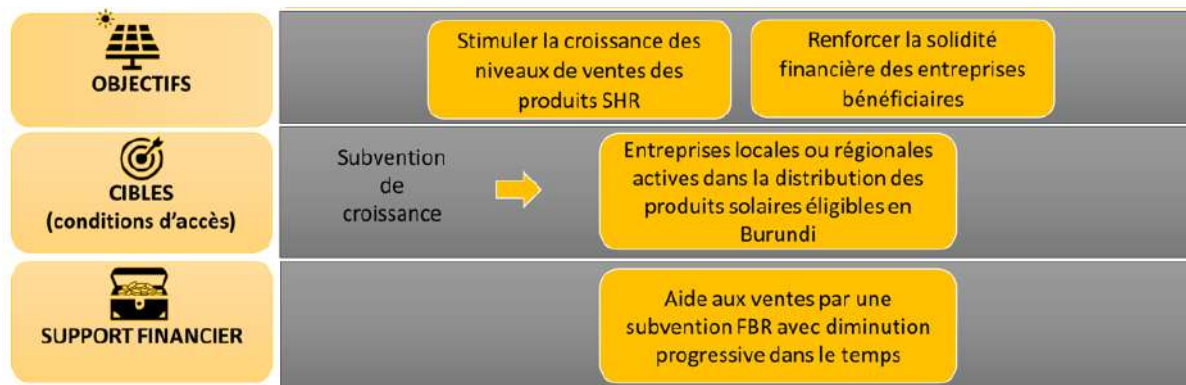 OBJECTIFS
Stimuler la croissance des
niveaux de ventes des
produits SHR
Renforcer la solidité
financière des entreprises
bénéficiaires
CIBLES
(conditions d'accès)
Subvention
de
croissance
Entreprises locales ou régionales
actives dans la distribution des
produits solaires éligibles en
Burundi
SUPPORT FINANCIER
Aide aux ventes par une
subvention FBR avec diminution
progressive dans le temps